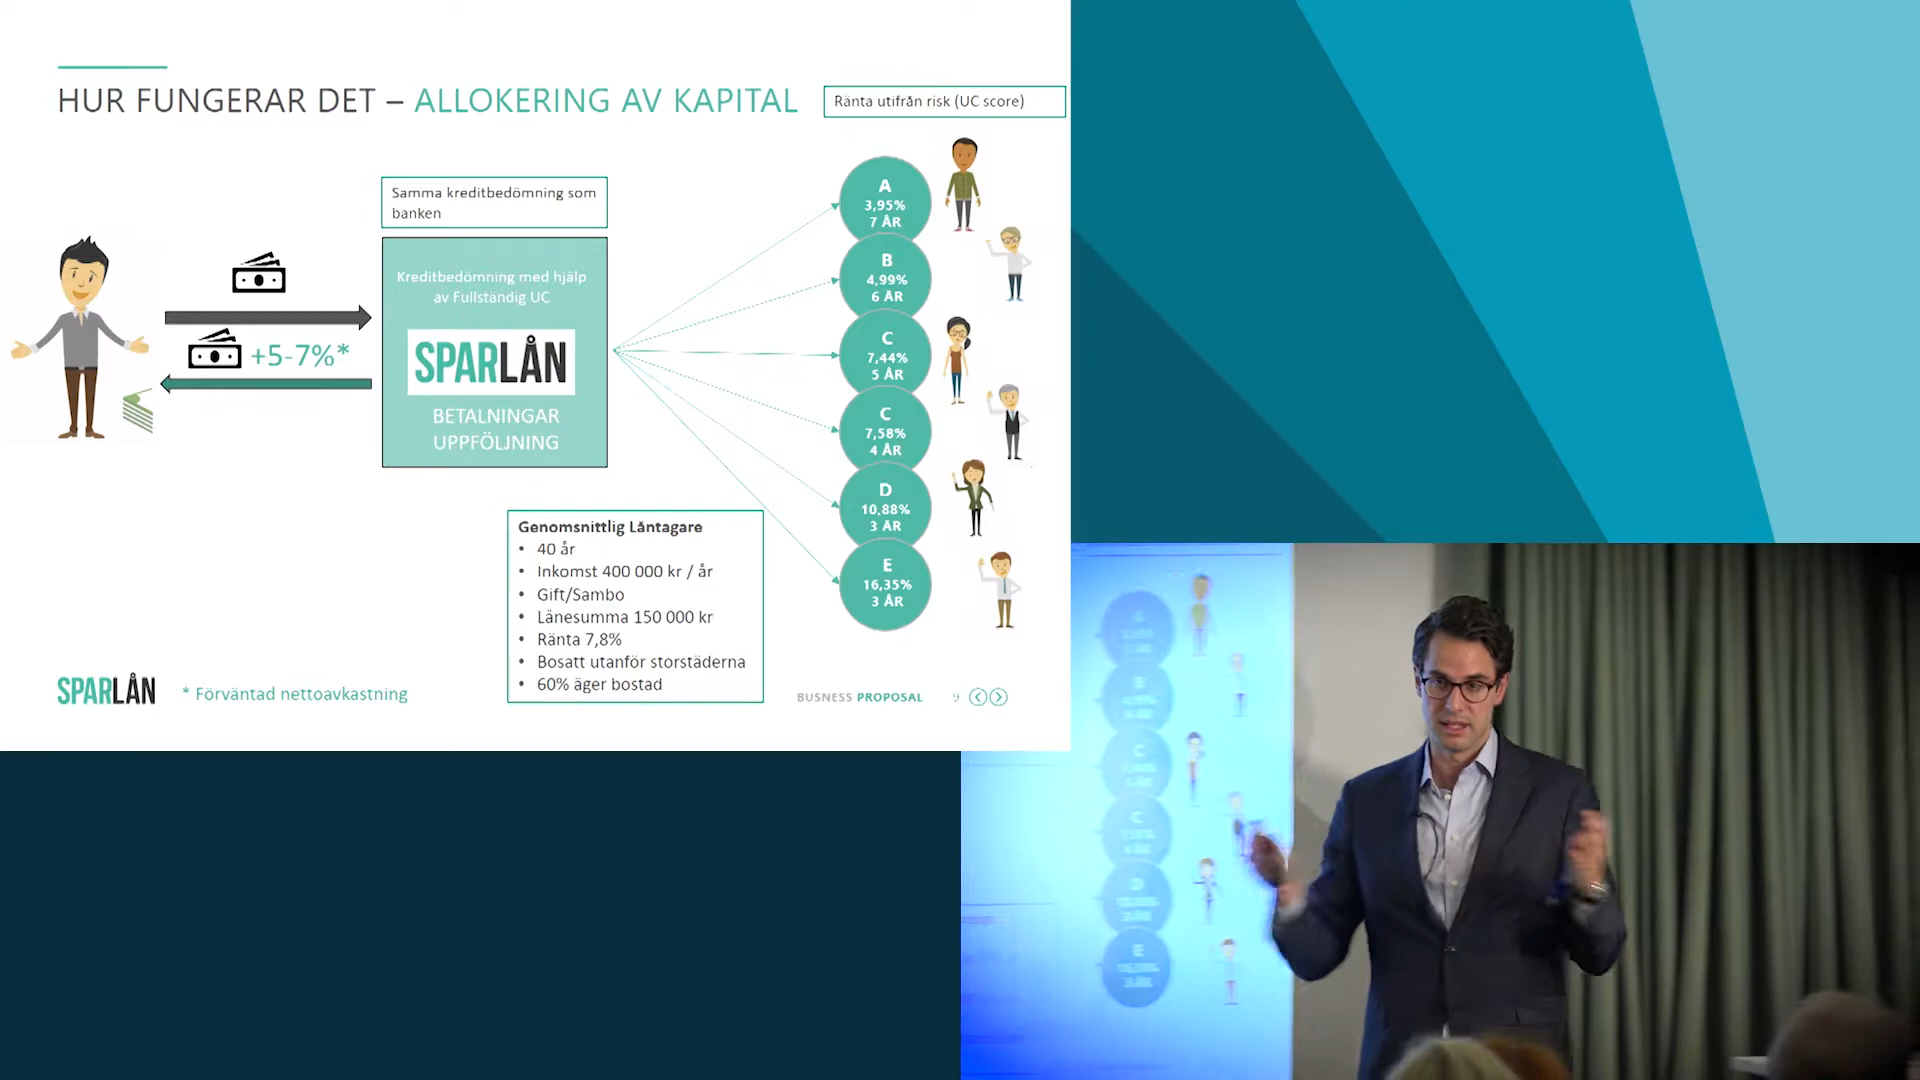 HUR FUNGERAR DET – ALLOKERING AV KAPITAL
Ränta utifrån risk (UC score)
Samma kreditbedömning som
banken
Kreditbedömning med hjälp
av Fullständig UC
SPARLÅN
BETALNINGAR
UPPFÖLJNING
+5-7%*
A
3,95%
7 ÅR
B
4,99%
6 ÅR
C
7,44%
5 ÅR
C
7,58%
4 ÅR
D
10,88%
3 ÅR
E
16,35%
3 ÅR
Genomsnittlig Låntagare
• 40 år
• Inkomst 400 000 kr / år
• Gift/Sambo
• Lånesumma 150 000 kr
• Ränta 7,8%
• Bosatt utanför storstäderna
• 60% äger bostad
SPARLÅN
* Förväntad nettoavkastning
BUSNESS PROPOSAL
9
C
C
E